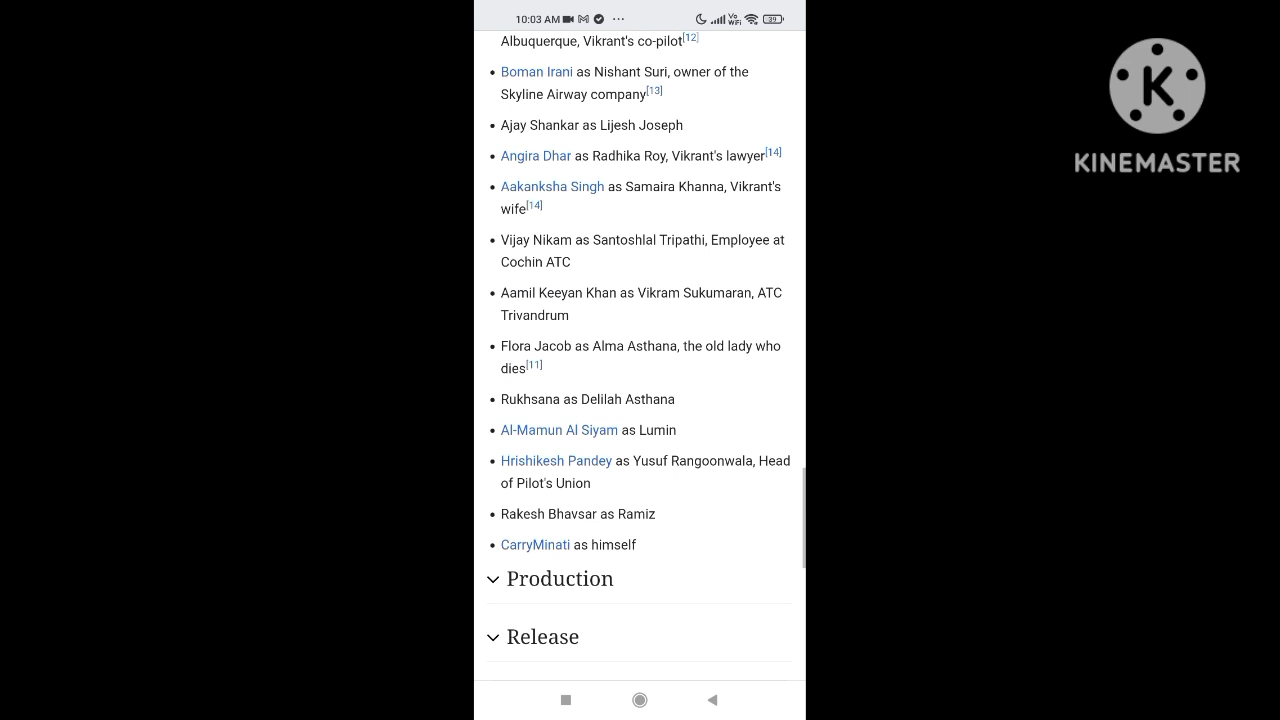 10:03 AM
Vo
WiFi
39
Albuquerque, Vikrant's co-pilot[12]
• Boman Irani as Nishant Suri, owner of the
Skyline Airway company[13]
• Ajay Shankar as Lijesh Joseph
• Angira Dhar as Radhika Roy, Vikrant's lawyer[14]
• Aakanksha Singh as Samaira Khanna, Vikrant's
wife[14]
• Vijay Nikam as Santoshlal Tripathi, Employee at
Cochin ATC
• Aamil Keeyan Khan as Vikram Sukumaran, ATC
Trivandrum
• Flora Jacob as Alma Asthana, the old lady who
dies[11]
• Rukhsana as Delilah Asthana
• Al-Mamun Al Siyam as Lumin
• Hrishikesh Pandey as Yusuf Rangoonwala, Head
of Pilot's Union
• Rakesh Bhavsar as Ramiz
• CarryMinati as himself
Production
Release
K
KINEMASTER